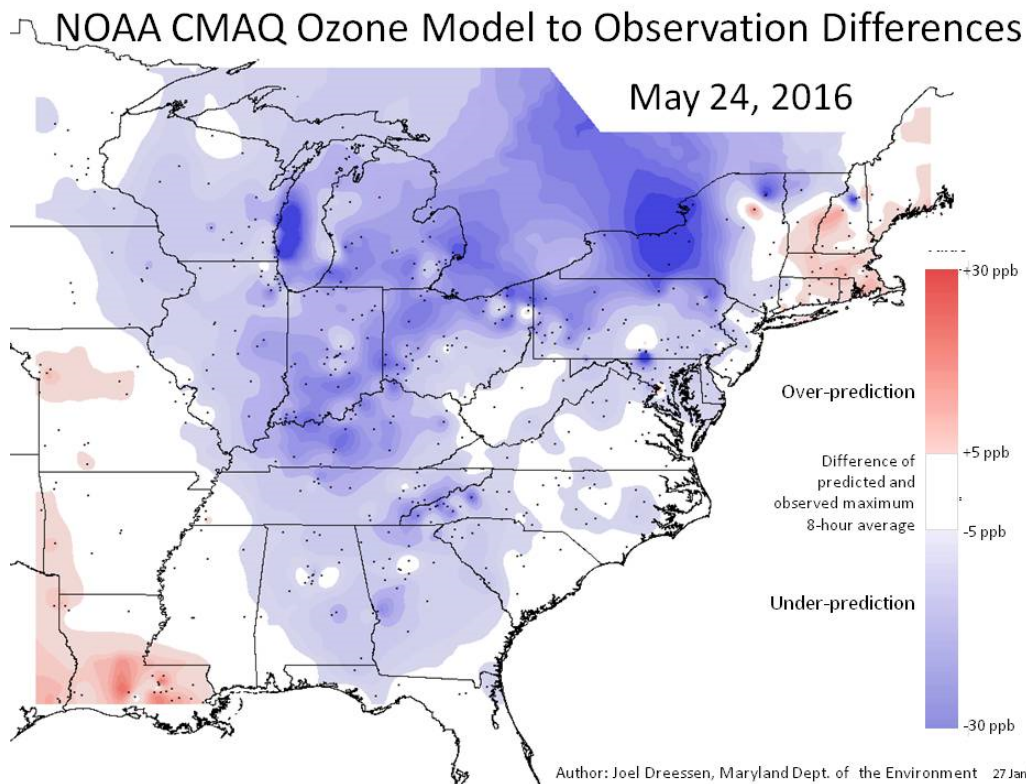 NOAA CMAQ Ozone Model to Observation Differences
May 24, 2016
+30 ppb
Over-prediction
+5 ppb
Difference of
predicted and
observed maximum
8-hour average
-5 ppb
Under-prediction
-30 ppb
Author: Joel Dreessen, Maryland Dept. of the Environment 27 Jan